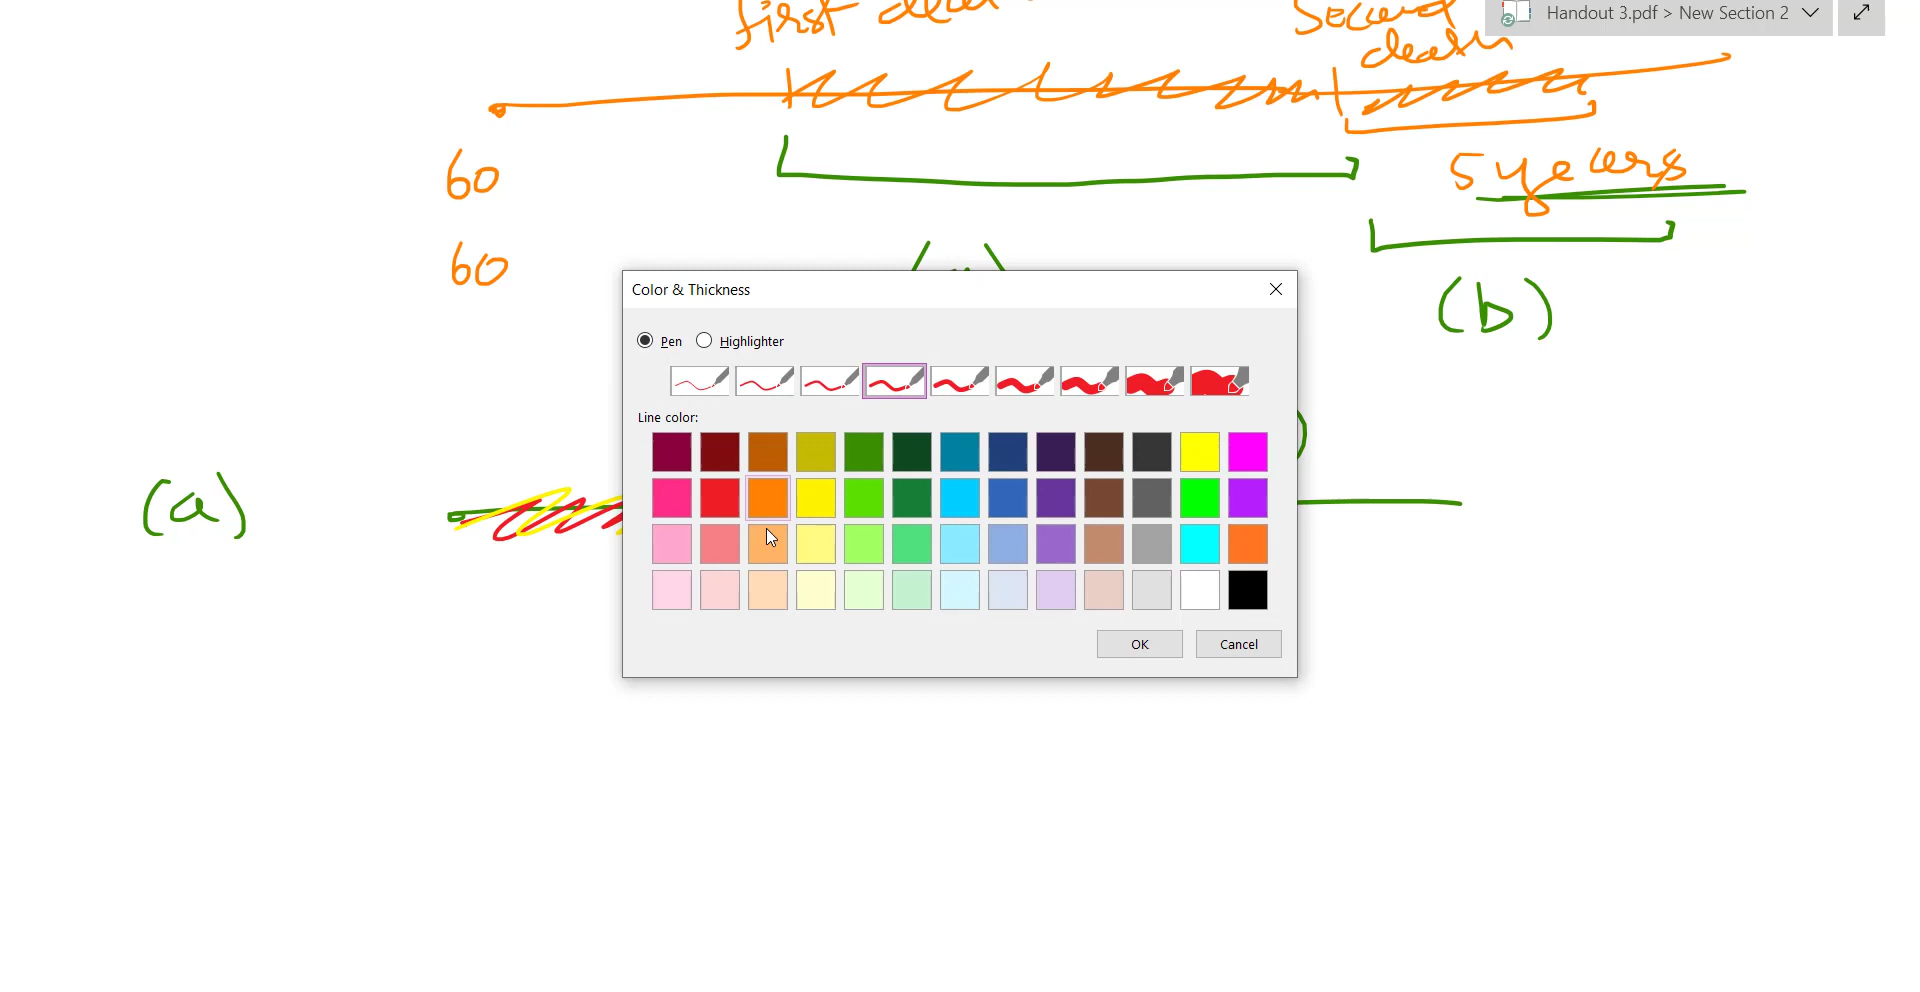 first
Second
death
Handout 3.pdf > New Section 2
60
5 years
60
(b)
Color & Thickness
Pen
Highlighter
Line color:
(a)
OK
Cancel